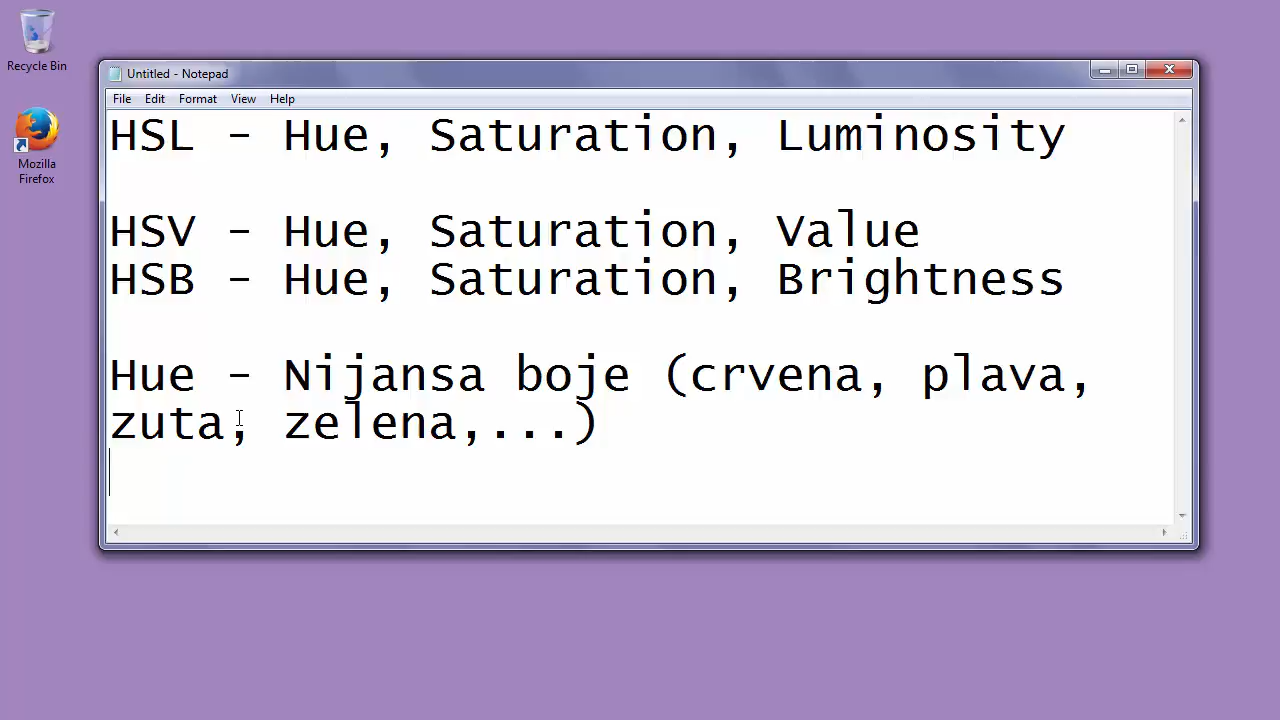 Recycle Bin
Mozilla
Firefox
Untitled - Notepad
File Edit Format View Help
HSL - Hue, Saturation, Luminosity
HSV - Hue, Saturation, Value
HSB - Hue, Saturation, Brightness
Hue - Nijansa boje (crvena, plava,
zuta, zelena,...)